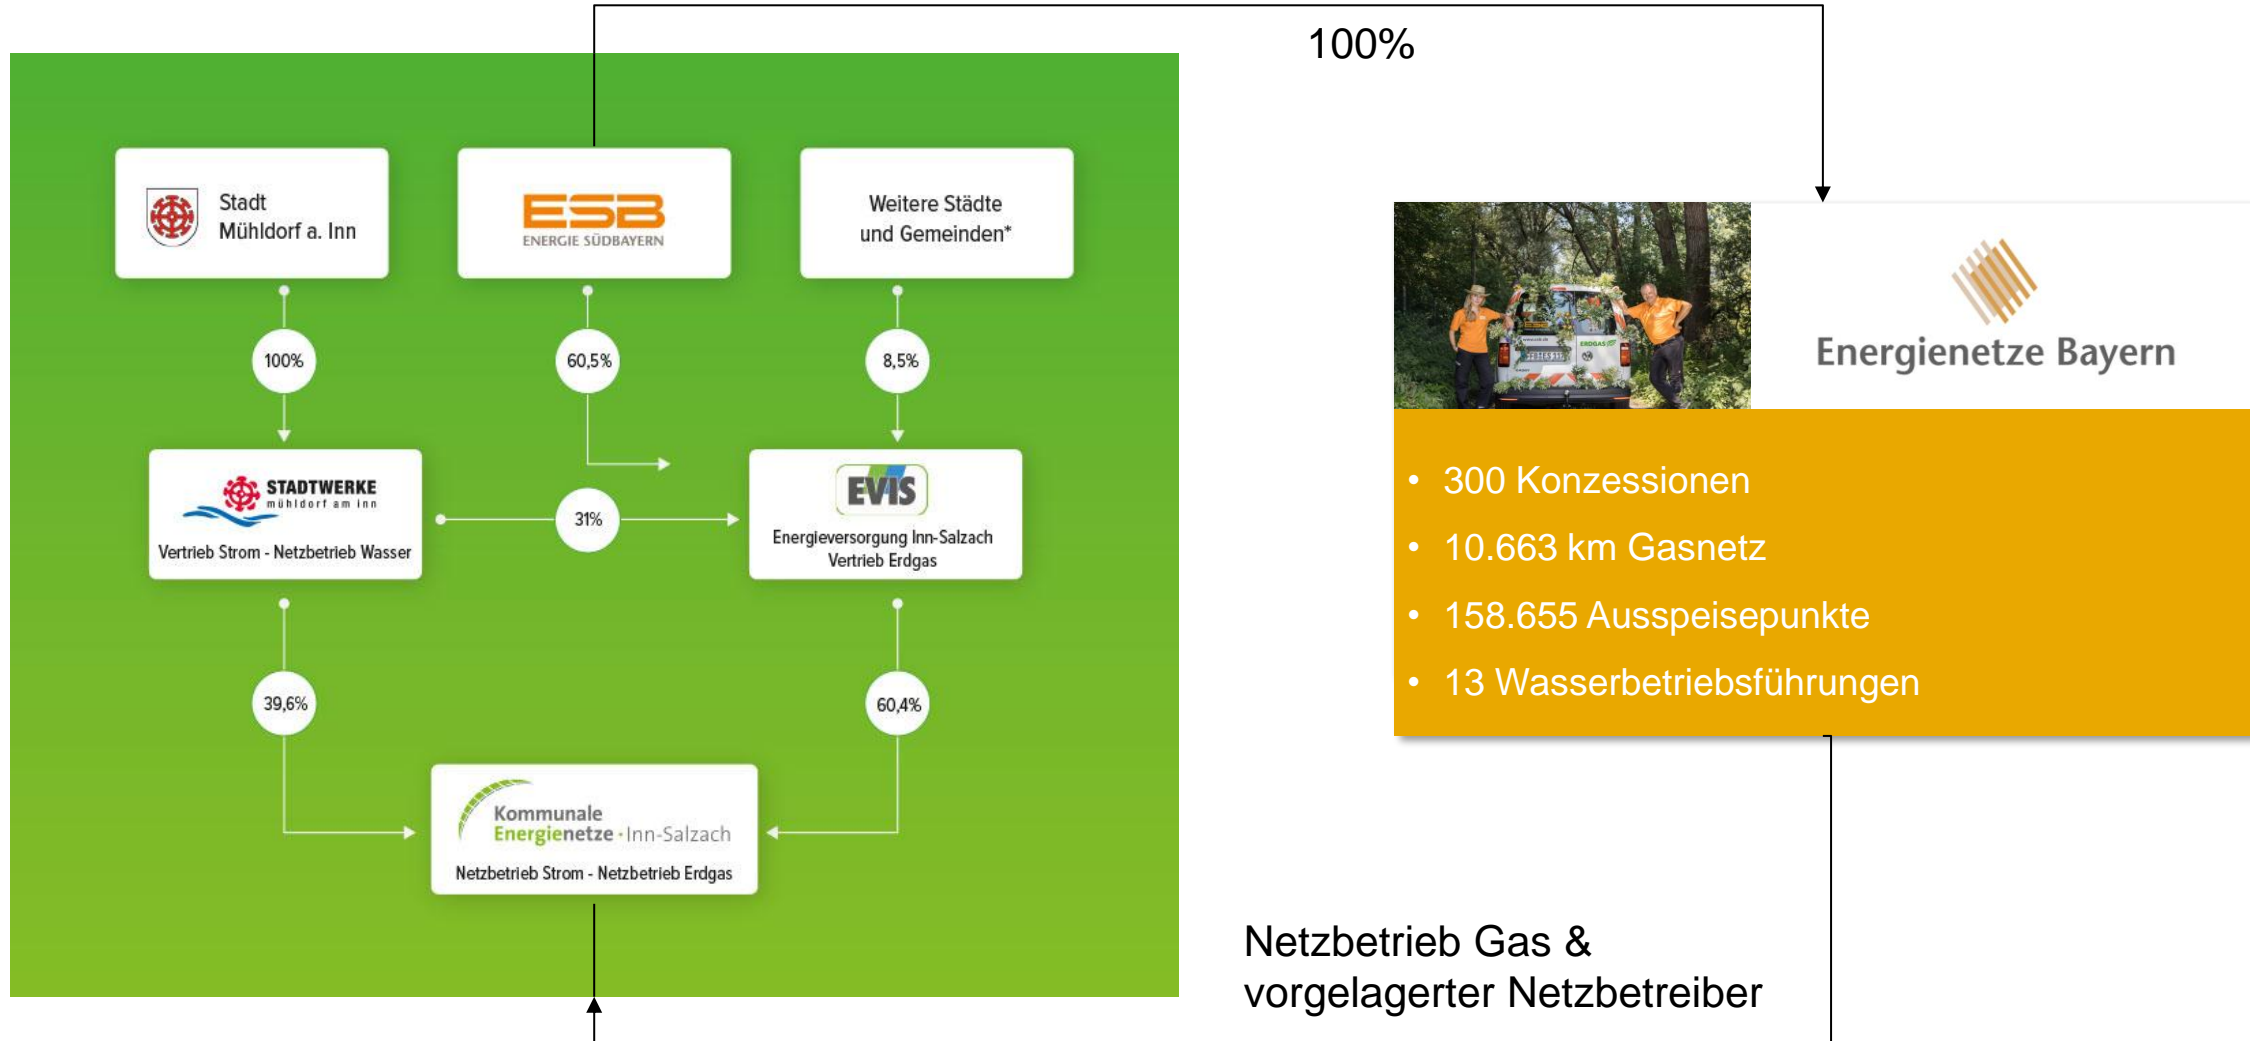 100%
Stadt
Mühldorf a. Inn
ESB
ENERGIE SÜDBAYERN
Weitere Städte
und Gemeinden*
100%
60,5%
8,5%
STADTWERKE
mühldorf am inn
Vertrieb Strom - Netzbetrieb Wasser
31%
EVIS
Energieversorgung Inn-Salzach
Vertrieb Erdgas
39,6%
60,4%
Kommunale
Energienetze · Inn-Salzach
Netzbetrieb Strom - Netzbetrieb Erdgas
ERDGAS
Energienetze Bayern
• 300 Konzessionen
• 10.663 km Gasnetz
• 158.655 Ausspeisepunkte
• 13 Wasserbetriebsführungen
Netzbetrieb Gas &
vorgelagerter Netzbetreiber